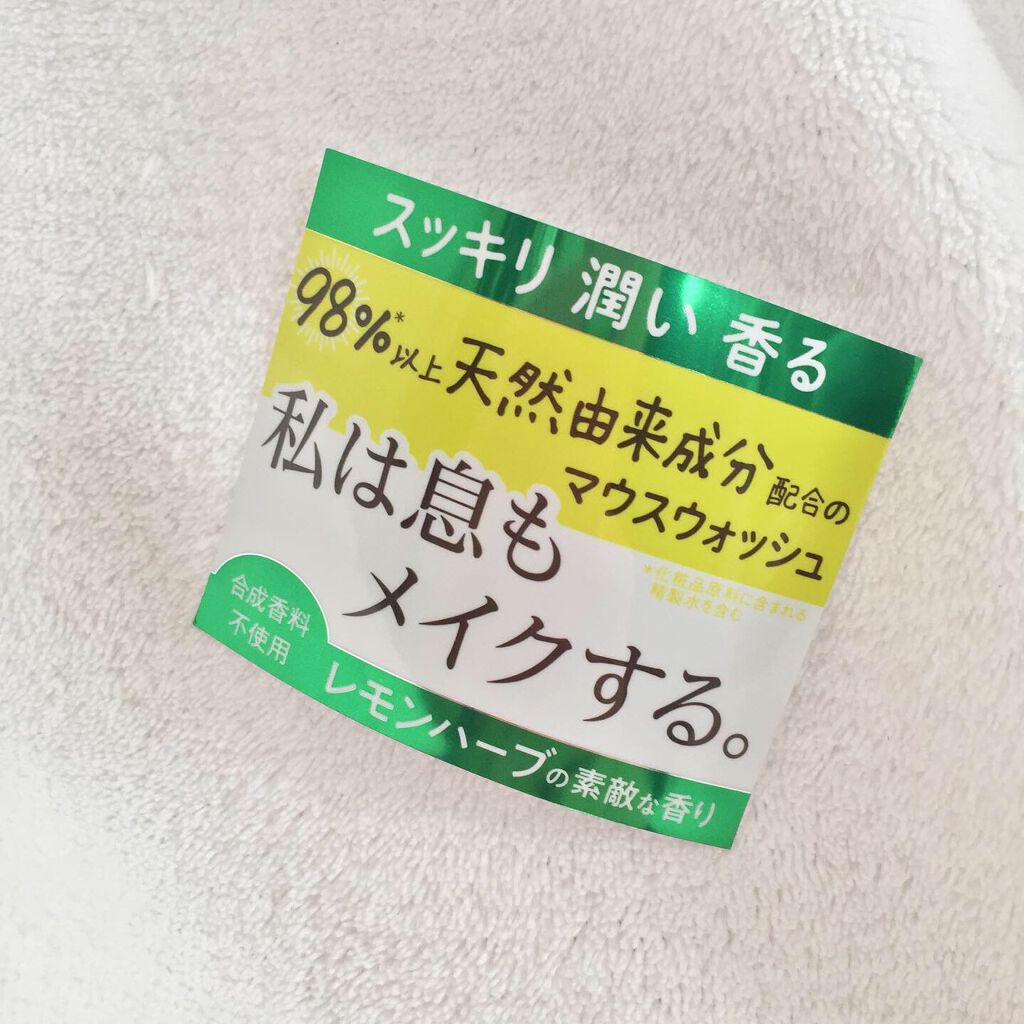 スッキリ 潤い 香る
98%*以上天然由来成分配合の
マウスウォッシュ
*化粧品原料に含まれる
精製水を含む
私は息も
メイクする。
合成香料
不使用
レモンハーブの素敵な香り